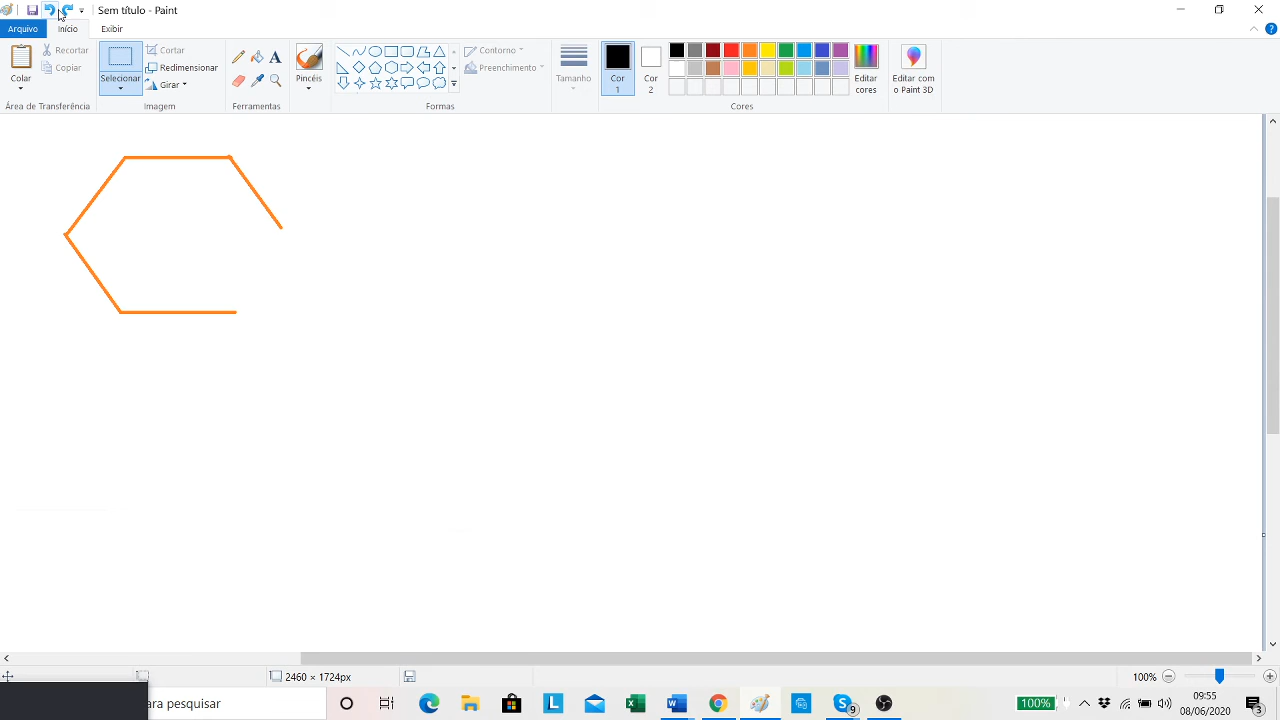 Sem título - Paint
Arquivo Início Exibir
Colar
Recortar
Copiar
Área de Transferência
Selecionar
Cortar
Redimensionar
Girar
Imagem
Ferramentas
Pincéis
Formas
Contorno
Preenchimento
Tamanho
Cor
1
Cor
2
Cores
Editar
cores
Editar com
o Paint 3D
2460 × 1724px
100%
ara pesquisar
100%
9
09:55
08/06/2020
3